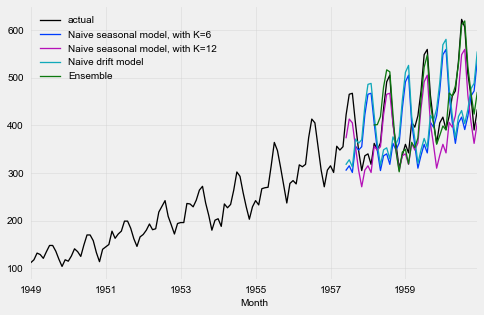 actual
Naive seasonal model, with K=6
Naive seasonal model, with K=12
Naive drift model
Ensemble
600
500
400
300
200
100
1949 1951 1953 1955 1957 1959
Month